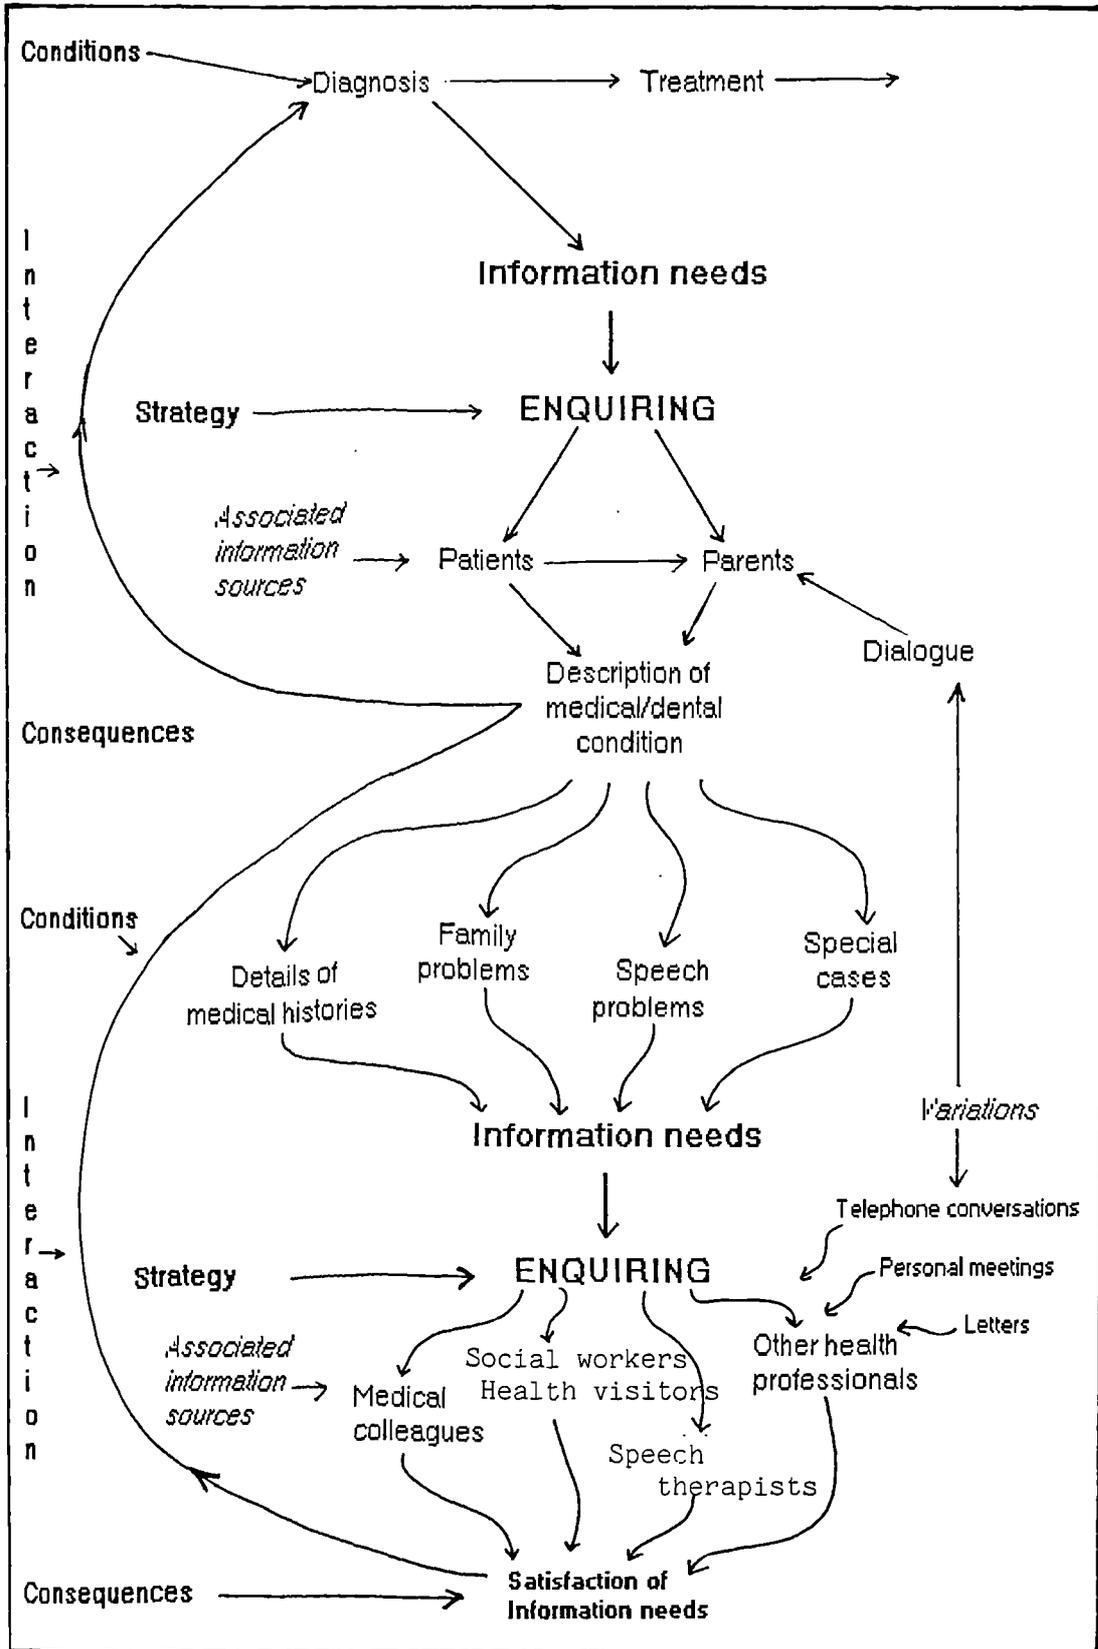 Conditions
Diagnosis
Treatment
Interaction
Information needs
Strategy
ENQUIRING
Associated
information
sources
Patients
Parents
Dialogue
Description of
medical/dental
condition
Consequences
Conditions
Details of
medical histories
Family
problems
Speech
problems
Special
cases
Interaction
Information needs
Variations
Telephone conversations
Personal meetings
Letters
Strategy
ENQUIRING
Associated
information
sources
Medical
colleagues
Social workers
Health visitors
Speech
therapists
Other health
professionals
Consequences
Satisfaction of
Information needs